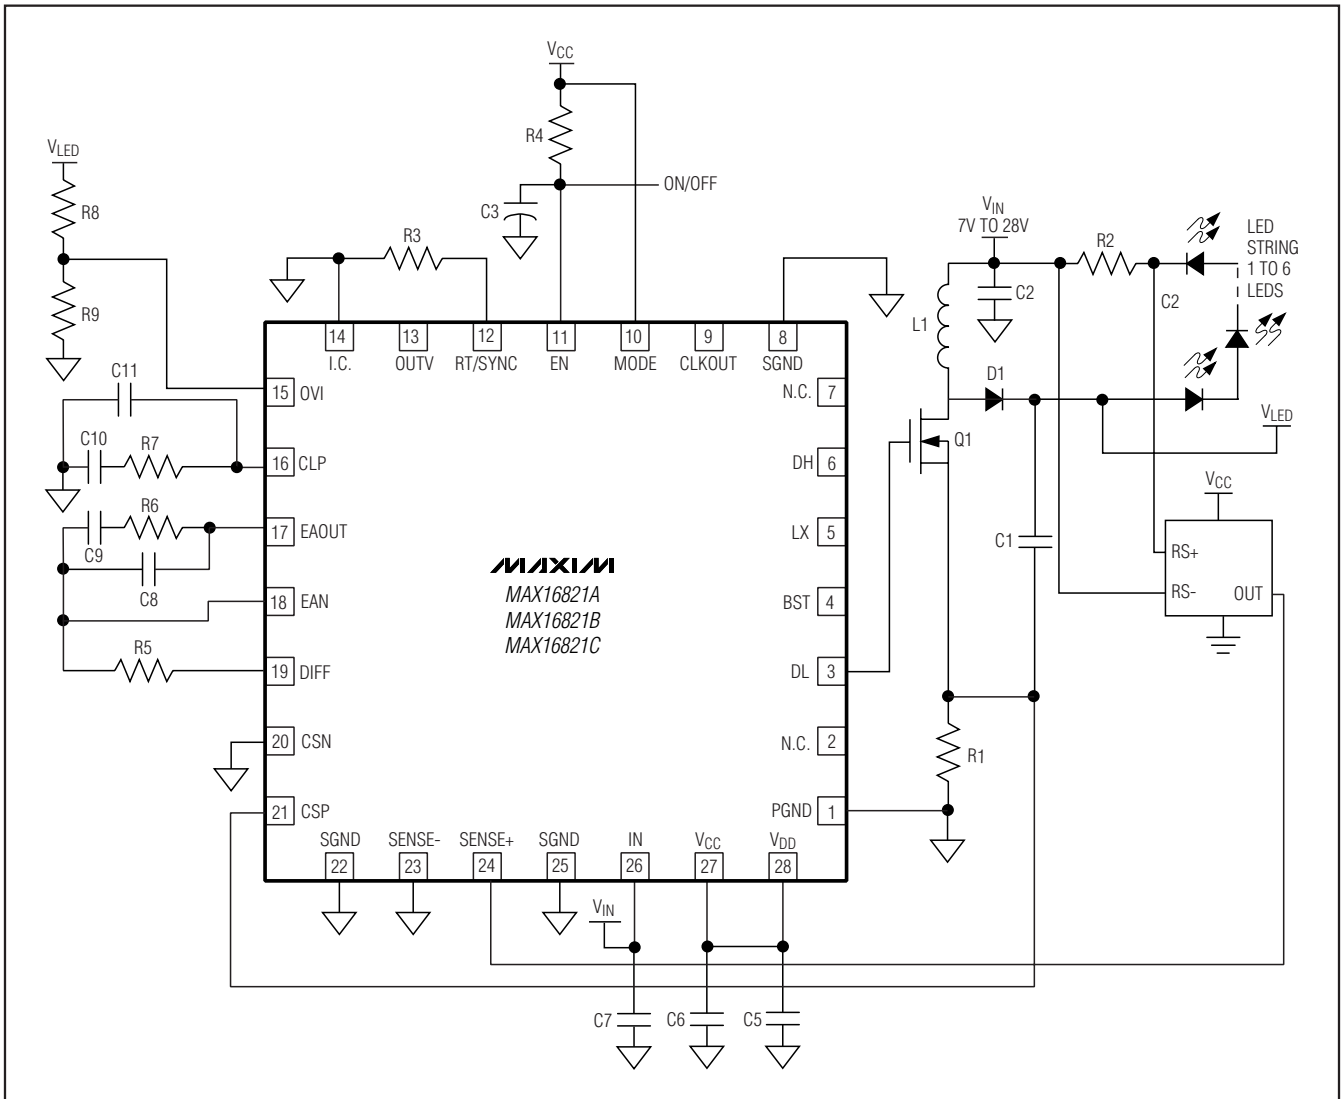 VCC
R4
ON/OFF
C3
VLED
R8
R9
R3
VIN
7V TO 28V
R2
LED
STRING
1 TO 6
LEDS
C2
C2
L1
14
13
12
11
10
9
8
I.C.
OUTV
RT/SYNC
EN
MODE
CLKOUT
SGND
C11
15 OVI
N.C. 7
D1
VLED
C10
R7
16 CLP
DH 6
Q1
R6
C9
17 EAOUT
LX 5
C1
VCC
RS+
RS-
OUT
C8
MAXIM
MAX16821A
MAX16821B
MAX16821C
18 EAN
BST 4
R5
19 DIFF
DL 3
20 CSN
N.C. 2
R1
21 CSP
PGND 1
SGND
SENSE-
SENSE+
SGND
IN
VCC
VDD
22
23
24
25
26
27
28
VIN
C7
C6
C5